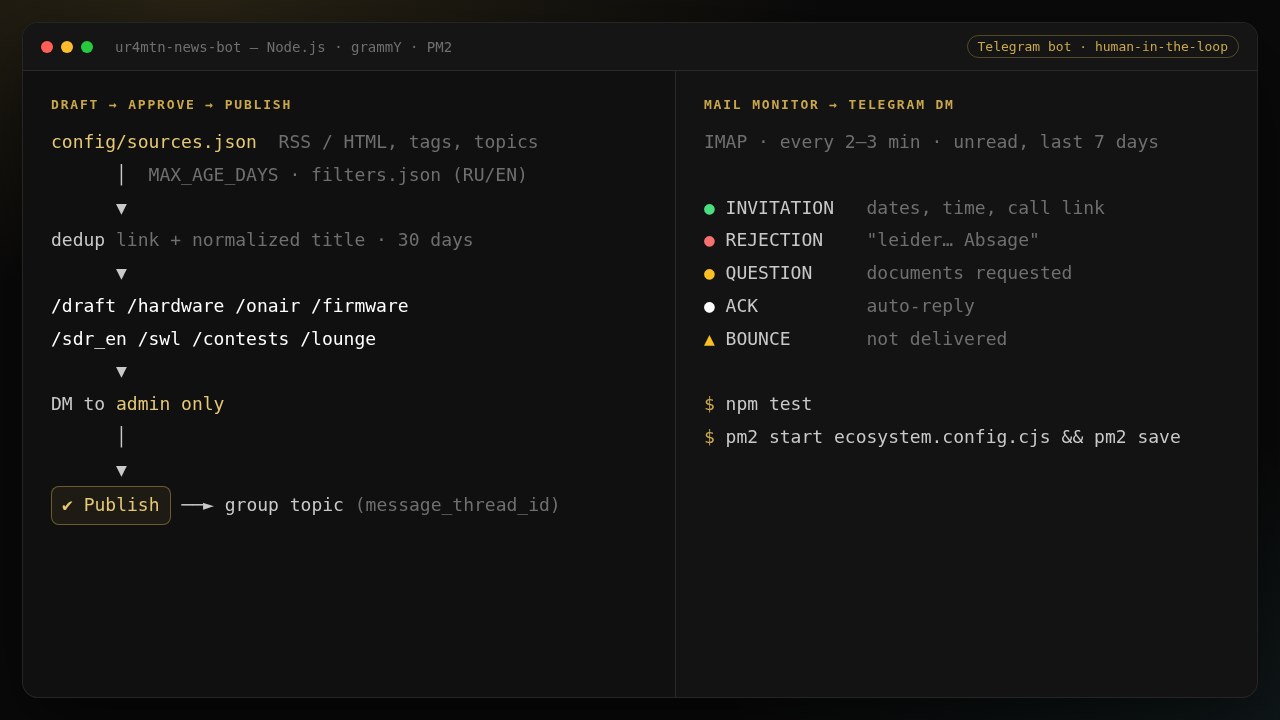 ur4mtn-news-bot — Node.js · grammY · PM2
Telegram bot · human-in-the-loop
DRAFT → APPROVE → PUBLISH
config/sources.json  RSS / HTML, tags, topics
│  MAX_AGE_DAYS · filters.json (RU/EN)
▼
dedup link + normalized title · 30 days
▼
/draft /hardware /onair /firmware
/sdr_en /swl /contests /lounge
▼
DM to admin only
│
▼
✔ Publish ──► group topic (message_thread_id)
MAIL MONITOR → TELEGRAM DM
IMAP · every 2–3 min · unread, last 7 days
● INVITATION   dates, time, call link
● REJECTION    "leider… Absage"
● QUESTION     documents requested
● ACK          auto-reply
▲ BOUNCE       not delivered
$ npm test
$ pm2 start ecosystem.config.cjs && pm2 save